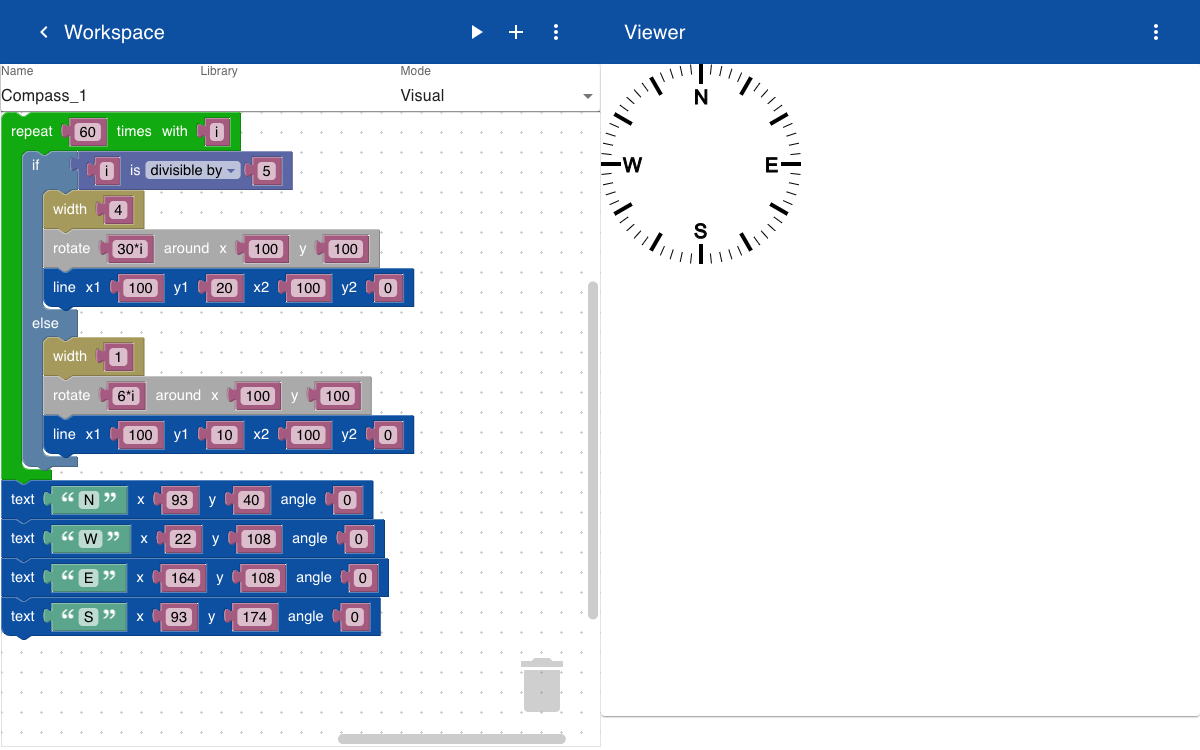 Workspace
Viewer
Name Library Mode
Compass_1 Visual
repeat 60 times with i
if i is divisible by 5
width 4
rotate 30*i around x 100 y 100
line x1 100 y1 20 x2 100 y2 0
else
width 1
rotate 6*i around x 100 y 100
line x1 100 y1 10 x2 100 y2 0
text “ N ” x 93 y 40 angle 0
text “ W ” x 22 y 108 angle 0
text “ E ” x 164 y 108 angle 0
text “ S ” x 93 y 174 angle 0
N
W E
S